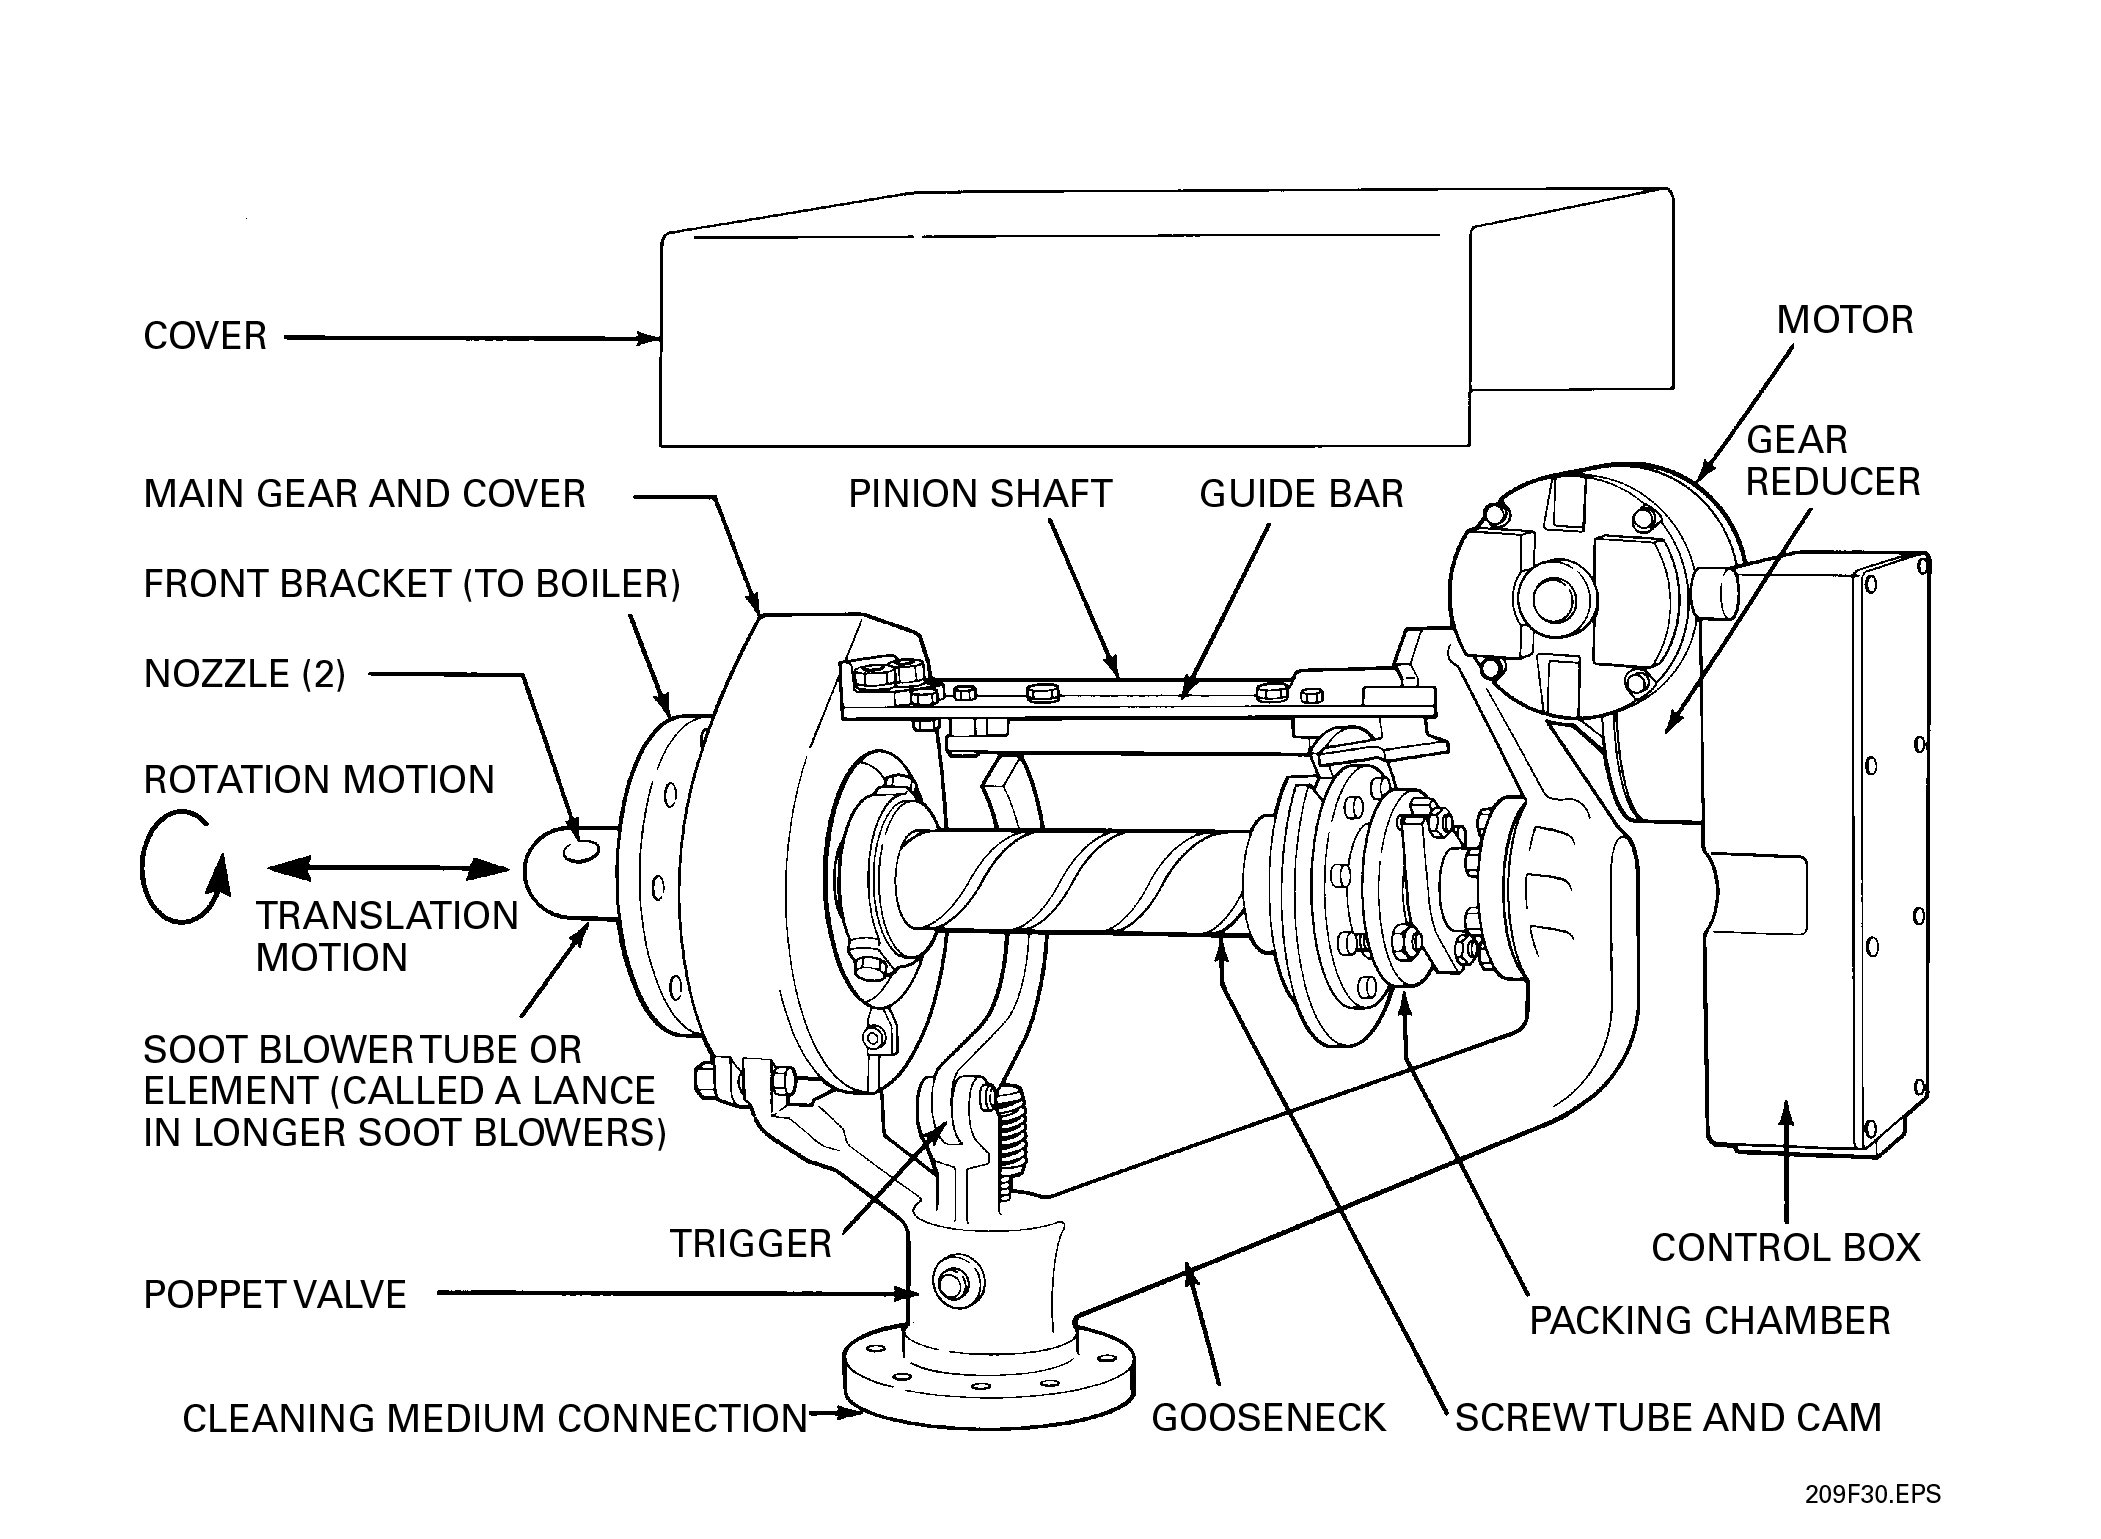 COVER
MOTOR
GEAR
REDUCER
MAIN GEAR AND COVER
PINION SHAFT
GUIDE BAR
FRONT BRACKET (TO BOILER)
NOZZLE (2)
ROTATION MOTION
TRANSLATION
MOTION
SOOT BLOWER TUBE OR
ELEMENT (CALLED A LANCE
IN LONGER SOOT BLOWERS)
TRIGGER
CONTROL BOX
POPPET VALVE
PACKING CHAMBER
CLEANING MEDIUM CONNECTION
GOOSENECK
SCREW TUBE AND CAM
209F30.EPS